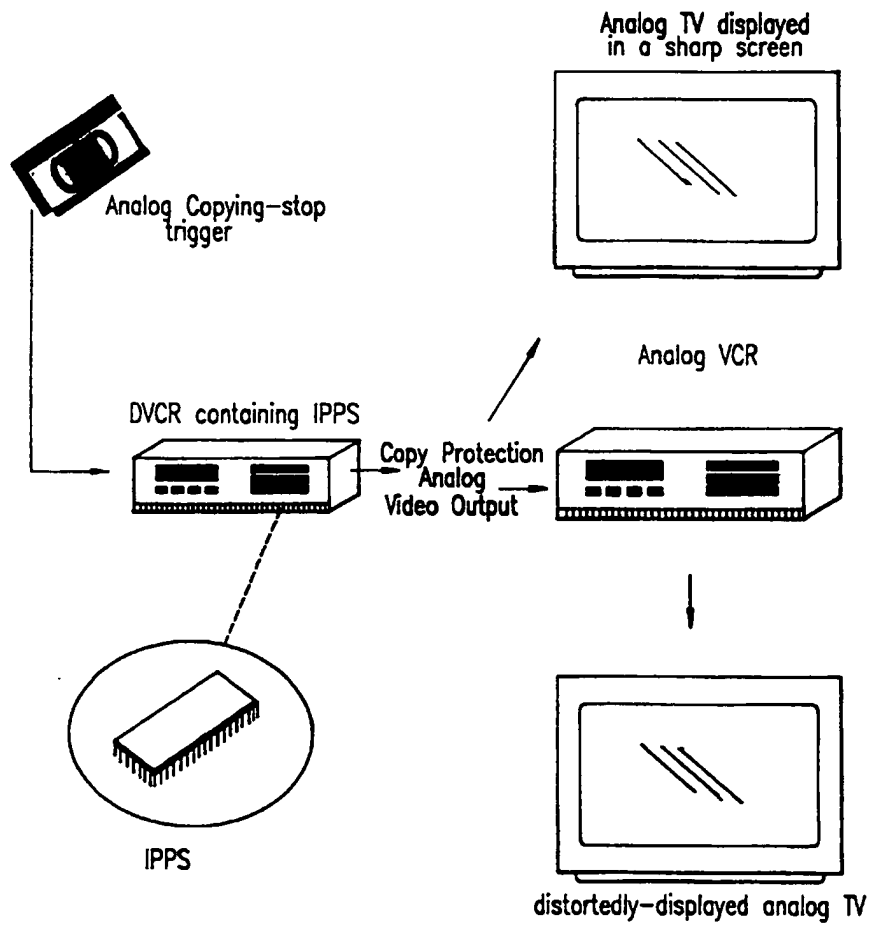 Analog TV displayed
in a sharp screen
Analog Copying-stop
trigger
Analog VCR
DVCR containing IPPS
Copy Protection
Analog
Video Output
IPPS
distortedly-displayed analog TV